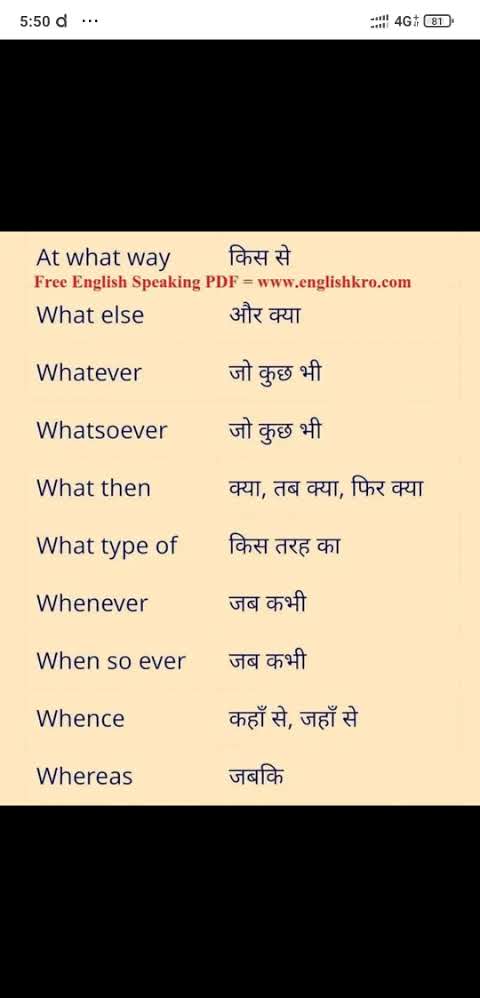 5:50 d ...
4G 81
At what way किस से
Free English Speaking PDF = www.englishkro.com
What else और क्या
Whatever जो कुछ भी
Whatsoever जो कुछ भी
What then क्या, तब क्या, फिर क्या
What type of किस तरह का
Whenever जब कभी
When so ever जब कभी
Whence कहाँ से, जहाँ से
Whereas जबकि